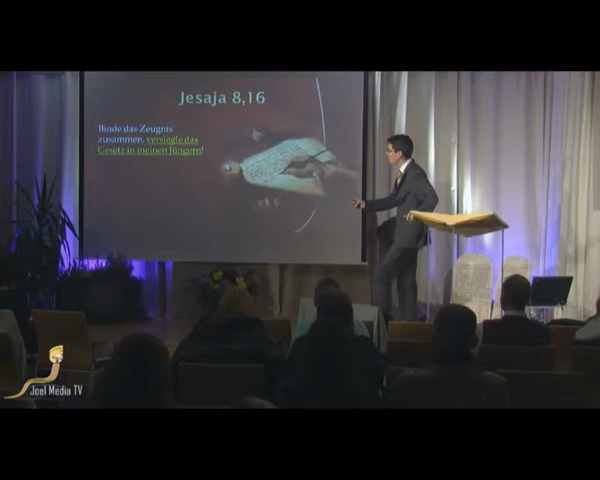 Jesaja 8,16
Binde das Zeugnis
zusammen, versiegle das
Gesetz in meinen Jüngern!
Joel Media TV